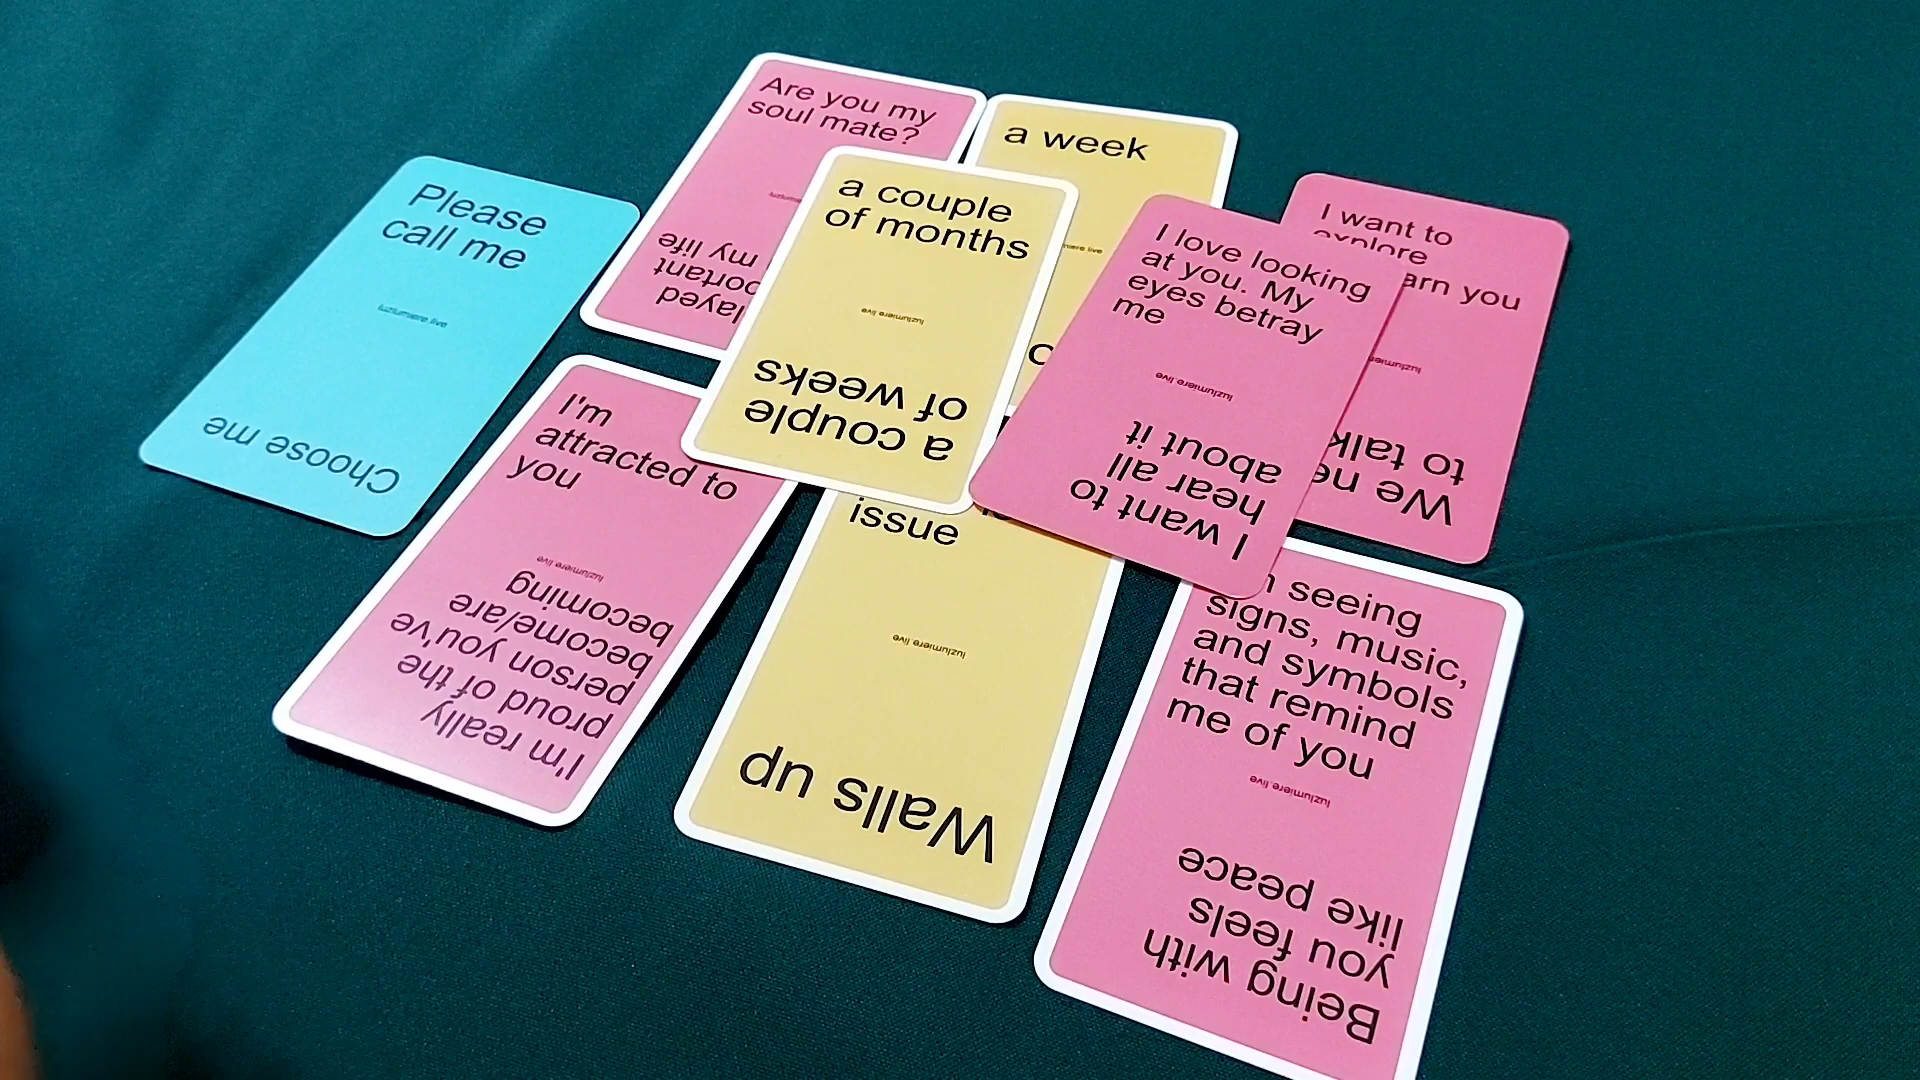 Please
call me
luzlumiere.live
Choose me
Are you my
soul mate?
my life
a week
a couple
of months
luzlumiere.live
a couple
of weeks
I love looking
at you. My
eyes betray
me
luzlumiere.live
I want to
hear all
about it
I want to
explore
you
We
to talk
I'm
attracted to
you
luzlumiere.live
I'm really
proud of the
person you've
become/are
becoming
issue
luzlumiere.live
Walls up
seeing
signs, music,
and symbols
that remind
me of you
luzlumiere.live
Being with
you feels
like peace